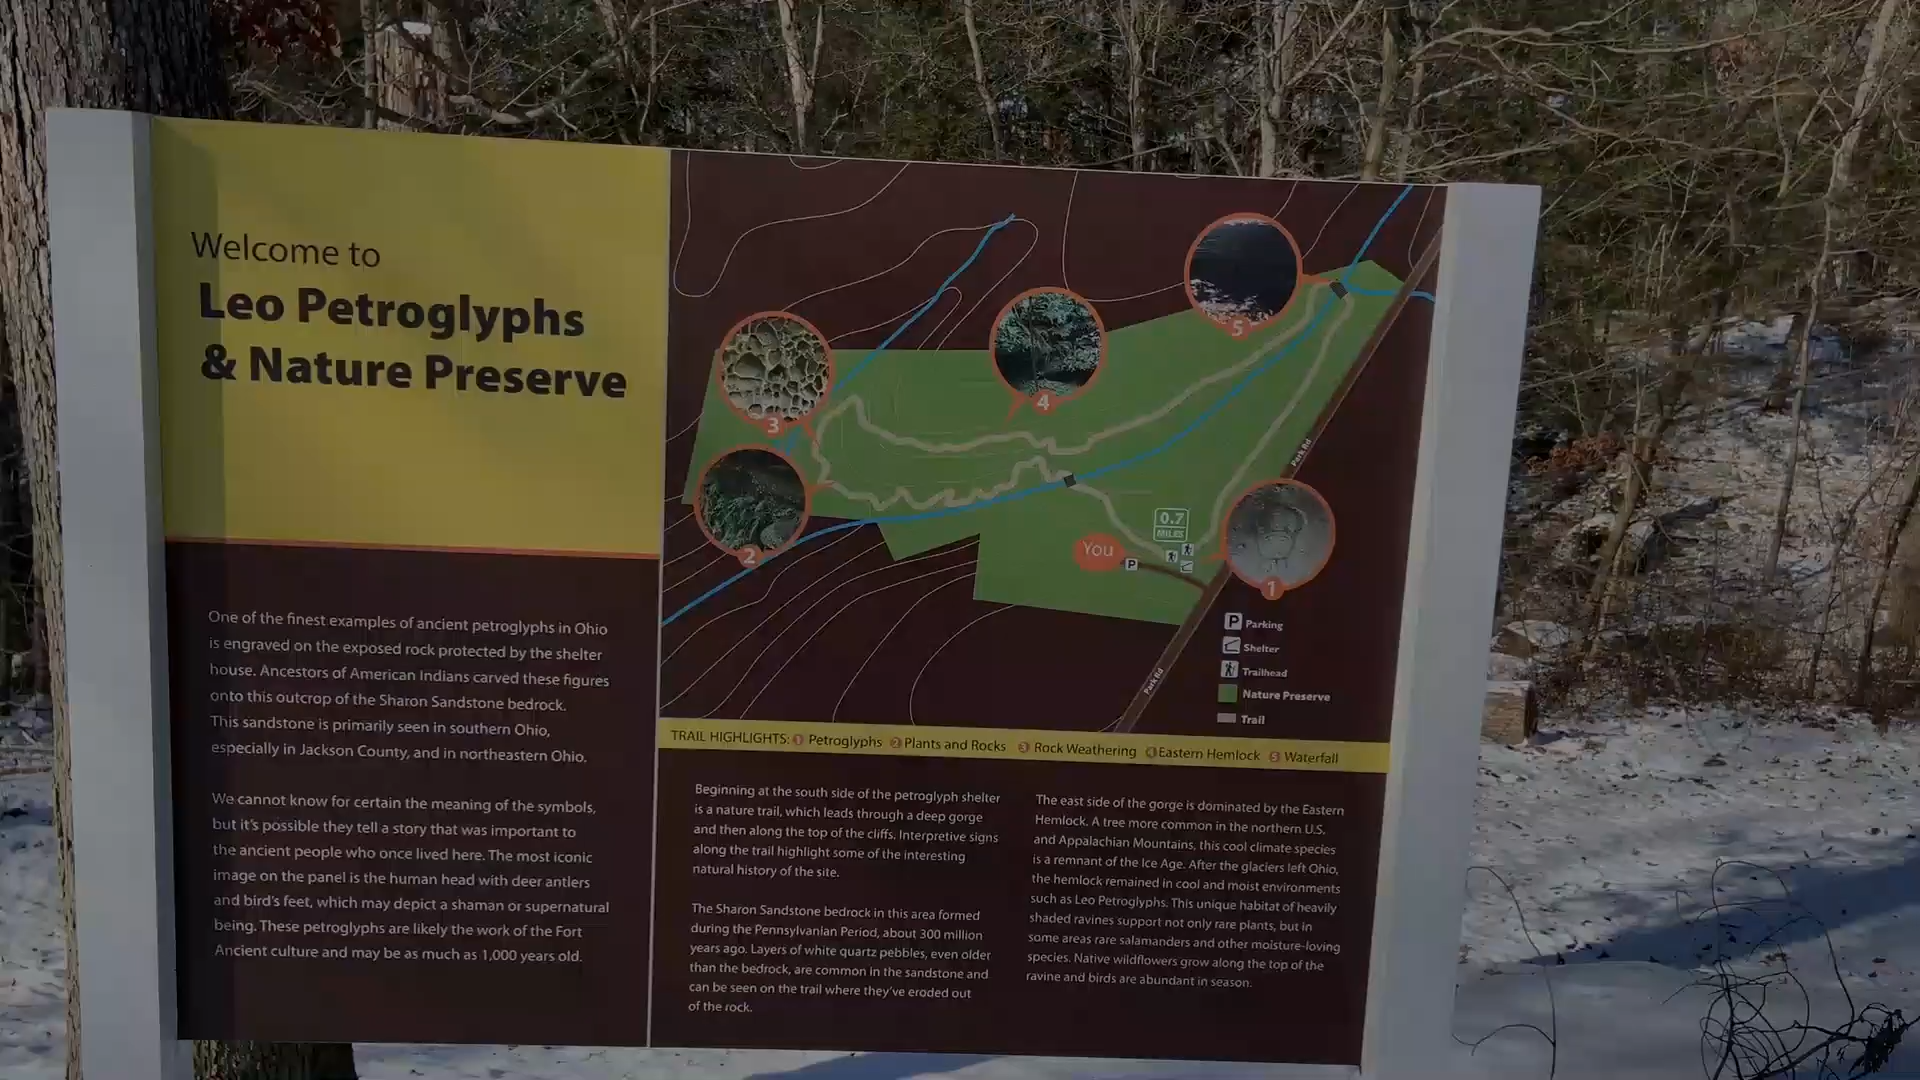 Welcome to
Leo Petroglyphs
& Nature Preserve
One of the finest examples of ancient petroglyphs in Ohio
is engraved on the exposed rock protected by the shelter
house. Ancestors of American Indians carved these figures
onto this outcrop of the Sharon Sandstone bedrock.
This sandstone is primarily seen in southern Ohio,
especially in Jackson County, and in northeastern Ohio.
We cannot know for certain the meaning of the symbols,
but it's possible they tell a story that was important to
the ancient people who once lived here. The most iconic
image on the panel is the human head with deer antlers
and bird's feet, which may depict a shaman or supernatural
being. These petroglyphs are likely the work of the Fort
Ancient culture and may be as much as 1,000 years old.
5
4
3
2
1
0.7
MILES
You
P
Park Rd
Park Rd
P Parking
Shelter
Trailhead
Nature Preserve
Trail
TRAIL HIGHLIGHTS: 1 Petroglyphs 2 Plants and Rocks 3 Rock Weathering 4 Eastern Hemlock 5 Waterfall
Beginning at the south side of the petroglyph shelter
is a nature trail, which leads through a deep gorge
and then along the top of the cliffs. Interpretive signs
along the trail highlight some of the interesting
natural history of the site.
The Sharon Sandstone bedrock in this area formed
during the Pennsylvanian Period, about 300 million
years ago. Layers of white quartz pebbles, even older
than the bedrock, are common in the sandstone and
can be seen on the trail where they've eroded out
of the rock.
The east side of the gorge is dominated by the Eastern
Hemlock. A tree more common in the northern U.S.
and Appalachian Mountains, this cool climate species
is a remnant of the Ice Age. After the glaciers left Ohio,
the hemlock remained in cool and moist environments
such as Leo Petroglyphs. This unique habitat of heavily
shaded ravines support not only rare plants, but in
some areas rare salamanders and other moisture-loving
species. Native wildflowers grow along the top of the
ravine and birds are abundant in season.